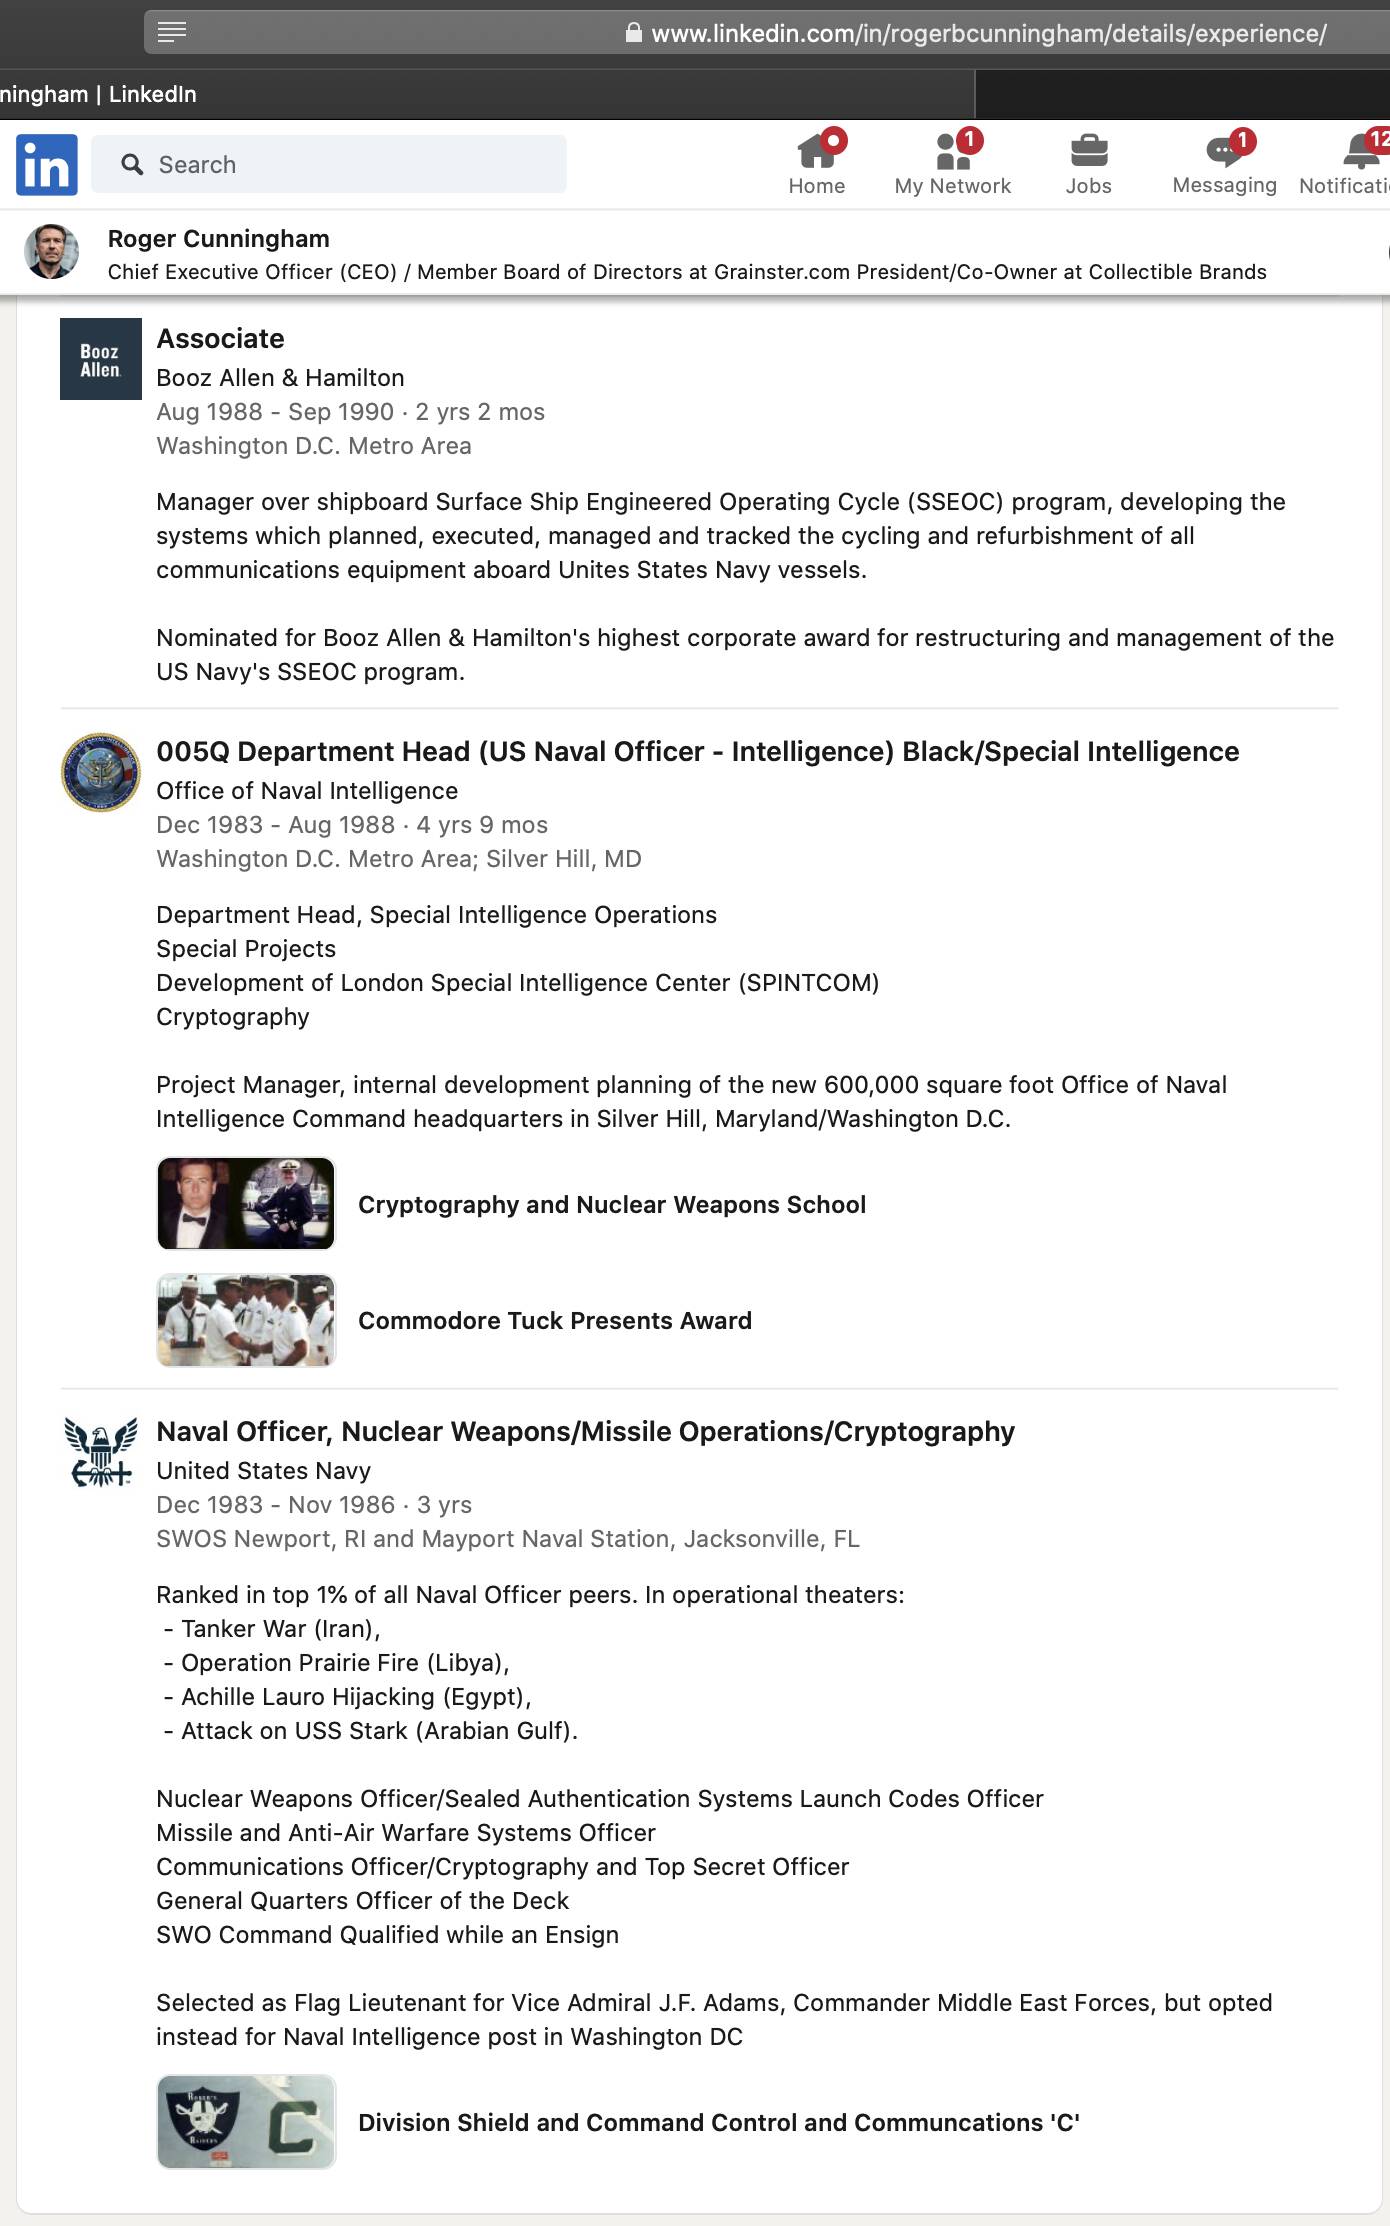 www.linkedin.com/in/rogerbcunningham/details/experience/
ningham | LinkedIn
in
Search
Home
1
My Network
Jobs
1
Messaging
12
Notificati
Roger Cunningham
Chief Executive Officer (CEO) / Member Board of Directors at Grainster.com President/Co-Owner at Collectible Brands
Booz
Allen
Associate
Booz Allen & Hamilton
Aug 1988 - Sep 1990 · 2 yrs 2 mos
Washington D.C. Metro Area
Manager over shipboard Surface Ship Engineered Operating Cycle (SSEOC) program, developing the
systems which planned, executed, managed and tracked the cycling and refurbishment of all
communications equipment aboard Unites States Navy vessels.
Nominated for Booz Allen & Hamilton's highest corporate award for restructuring and management of the
US Navy's SSEOC program.
005Q Department Head (US Naval Officer - Intelligence) Black/Special Intelligence
Office of Naval Intelligence
Dec 1983 - Aug 1988 · 4 yrs 9 mos
Washington D.C. Metro Area; Silver Hill, MD
Department Head, Special Intelligence Operations
Special Projects
Development of London Special Intelligence Center (SPINTCOM)
Cryptography
Project Manager, internal development planning of the new 600,000 square foot Office of Naval
Intelligence Command headquarters in Silver Hill, Maryland/Washington D.C.
Cryptography and Nuclear Weapons School
Commodore Tuck Presents Award
Naval Officer, Nuclear Weapons/Missile Operations/Cryptography
United States Navy
Dec 1983 - Nov 1986 · 3 yrs
SWOS Newport, RI and Mayport Naval Station, Jacksonville, FL
Ranked in top 1% of all Naval Officer peers. In operational theaters:
- Tanker War (Iran),
- Operation Prairie Fire (Libya),
- Achille Lauro Hijacking (Egypt),
- Attack on USS Stark (Arabian Gulf).
Nuclear Weapons Officer/Sealed Authentication Systems Launch Codes Officer
Missile and Anti-Air Warfare Systems Officer
Communications Officer/Cryptography and Top Secret Officer
General Quarters Officer of the Deck
SWO Command Qualified while an Ensign
Selected as Flag Lieutenant for Vice Admiral J.F. Adams, Commander Middle East Forces, but opted
instead for Naval Intelligence post in Washington DC
Roger's
Raiders
C
Division Shield and Command Control and Communcations 'C'